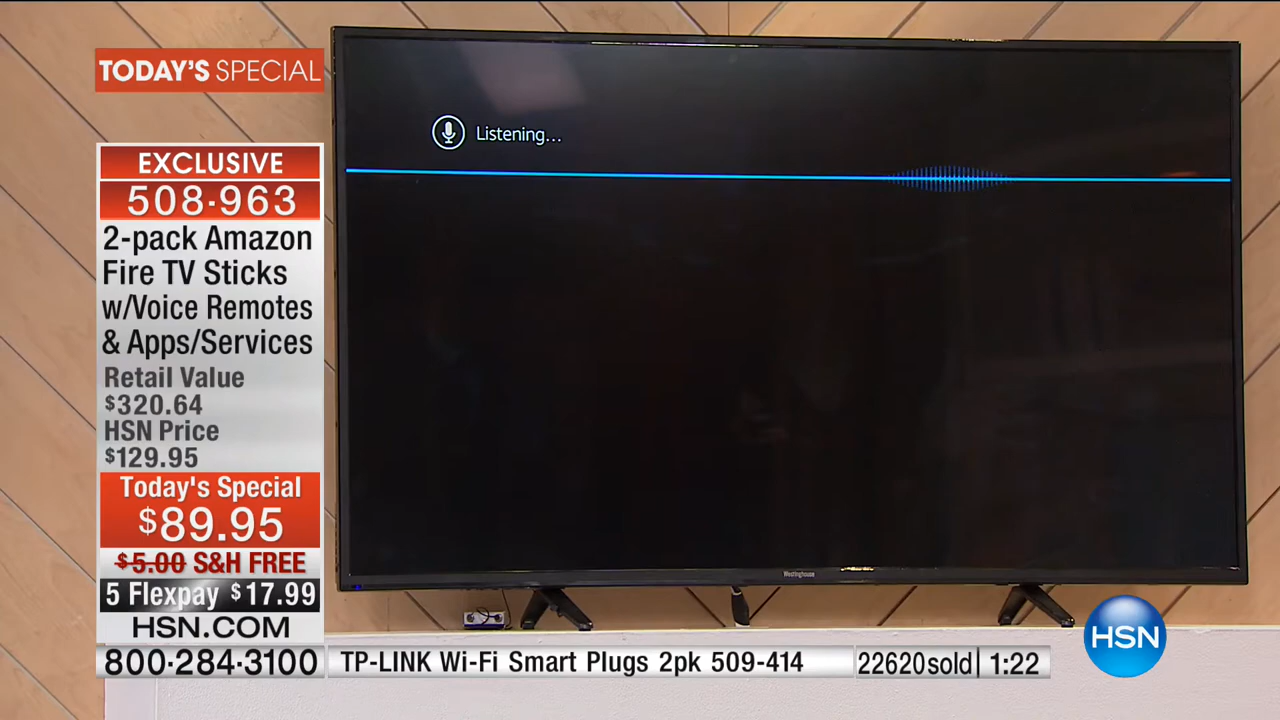 TODAY'S SPECIAL
Listening...
EXCLUSIVE
508-963
2-pack Amazon
Fire TV Sticks
w/Voice Remotes
& Apps/Services
Retail Value
$320.64
HSN Price
$129.95
Today's Special
$89.95
$5.00 S&H FREE
5 Flexpay $17.99
HSN.COM
800-284-3100
Westinghouse
HSN
TP-LINK Wi-Fi Smart Plugs 2pk 509-414
22620sold 1:22